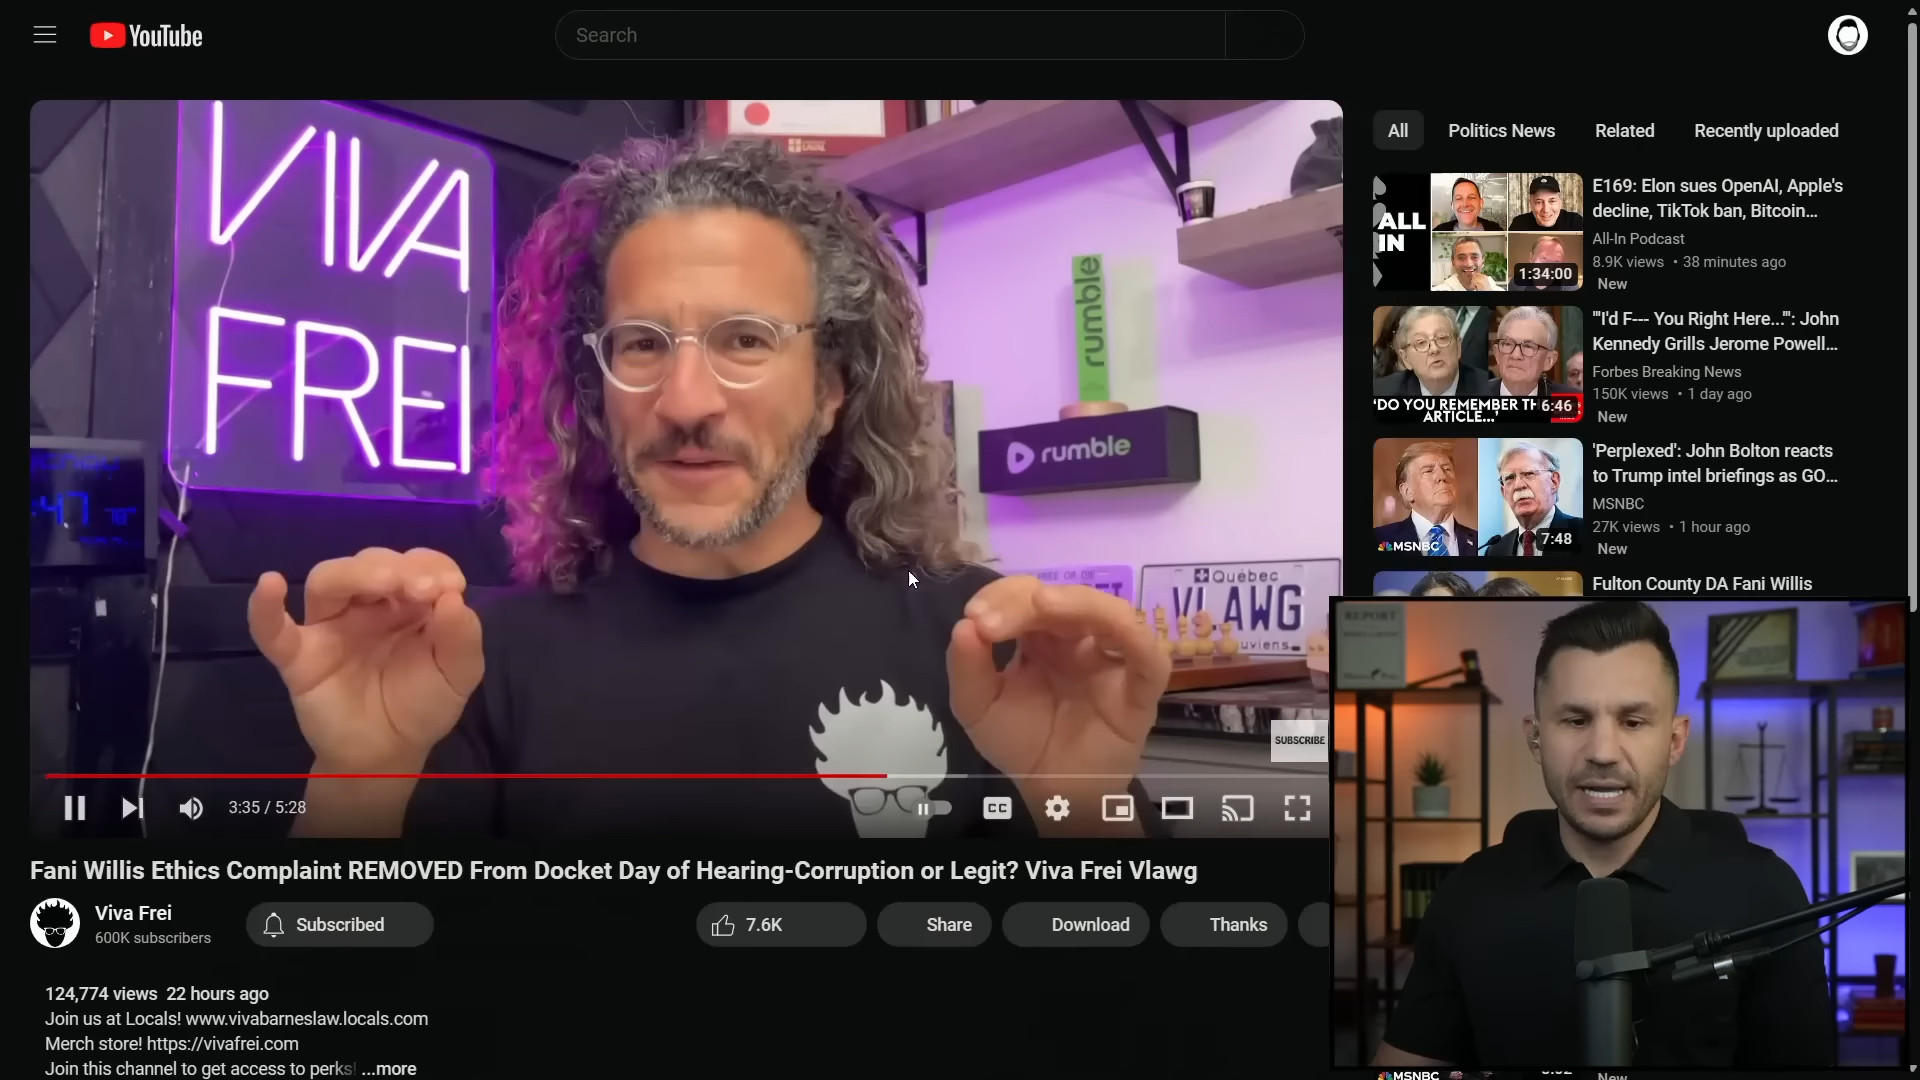 YouTube
Search
VIVA
FREI
LAVAL
rumble
rumble
Québec
VLAWG
uviens
SUBSCRIBE
3:35 / 5:28
CC
Fani Willis Ethics Complaint REMOVED From Docket Day of Hearing-Corruption or Legit? Viva Frei Vlawg
Viva Frei
600K subscribers
Subscribed
7.6K
Share
Download
Thanks
124,774 views 22 hours ago
Join us at Locals! www.vivabarneslaw.locals.com
Merch store! https://vivafrei.com
Join this channel to get access to perks! ...more
All
Politics News
Related
Recently uploaded
ALL
IN
1:34:00
E169: Elon sues OpenAI, Apple's
decline, TikTok ban, Bitcoin...
All-In Podcast
8.9K views • 38 minutes ago
New
'DO YOU REMEMBER TH
ARTICLE...'
6:46
"'I'd F--- You Right Here...'": John
Kennedy Grills Jerome Powell...
Forbes Breaking News
150K views • 1 day ago
New
MSNBC
7:48
'Perplexed': John Bolton reacts
to Trump intel briefings as GO...
MSNBC
27K views • 1 hour ago
New
Fulton County DA Fani Willis
REPORT
MSNBC
New